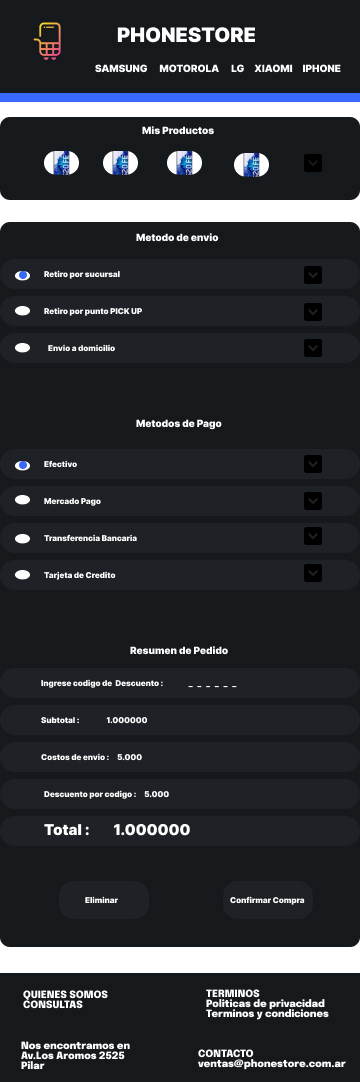 PHONESTORE
SAMSUNG MOTOROLA LG XIAOMI IPHONE
Mis Productos
Metodo de envio
Retiro por sucursal
Retiro por punto PICK UP
Envio a domicilio
Metodos de Pago
Efectivo
Mercado Pago
Transferencia Bancaria
Tarjeta de Credito
Resumen de Pedido
Ingrese codigo de Descuento : _ _ _ _ _ _
Subtotal : 1.000000
Costos de envio : 5.000
Descuento por codigo : 5.000
Total : 1.000000
Eliminar Confirmar Compra
QUIENES SOMOS
CONSULTAS
TERMINOS
Politicas de privacidad
Terminos y condiciones
Nos encontramos en
Av.Los Aromos 2525
Pilar
CONTACTO
ventas@phonestore.com.ar